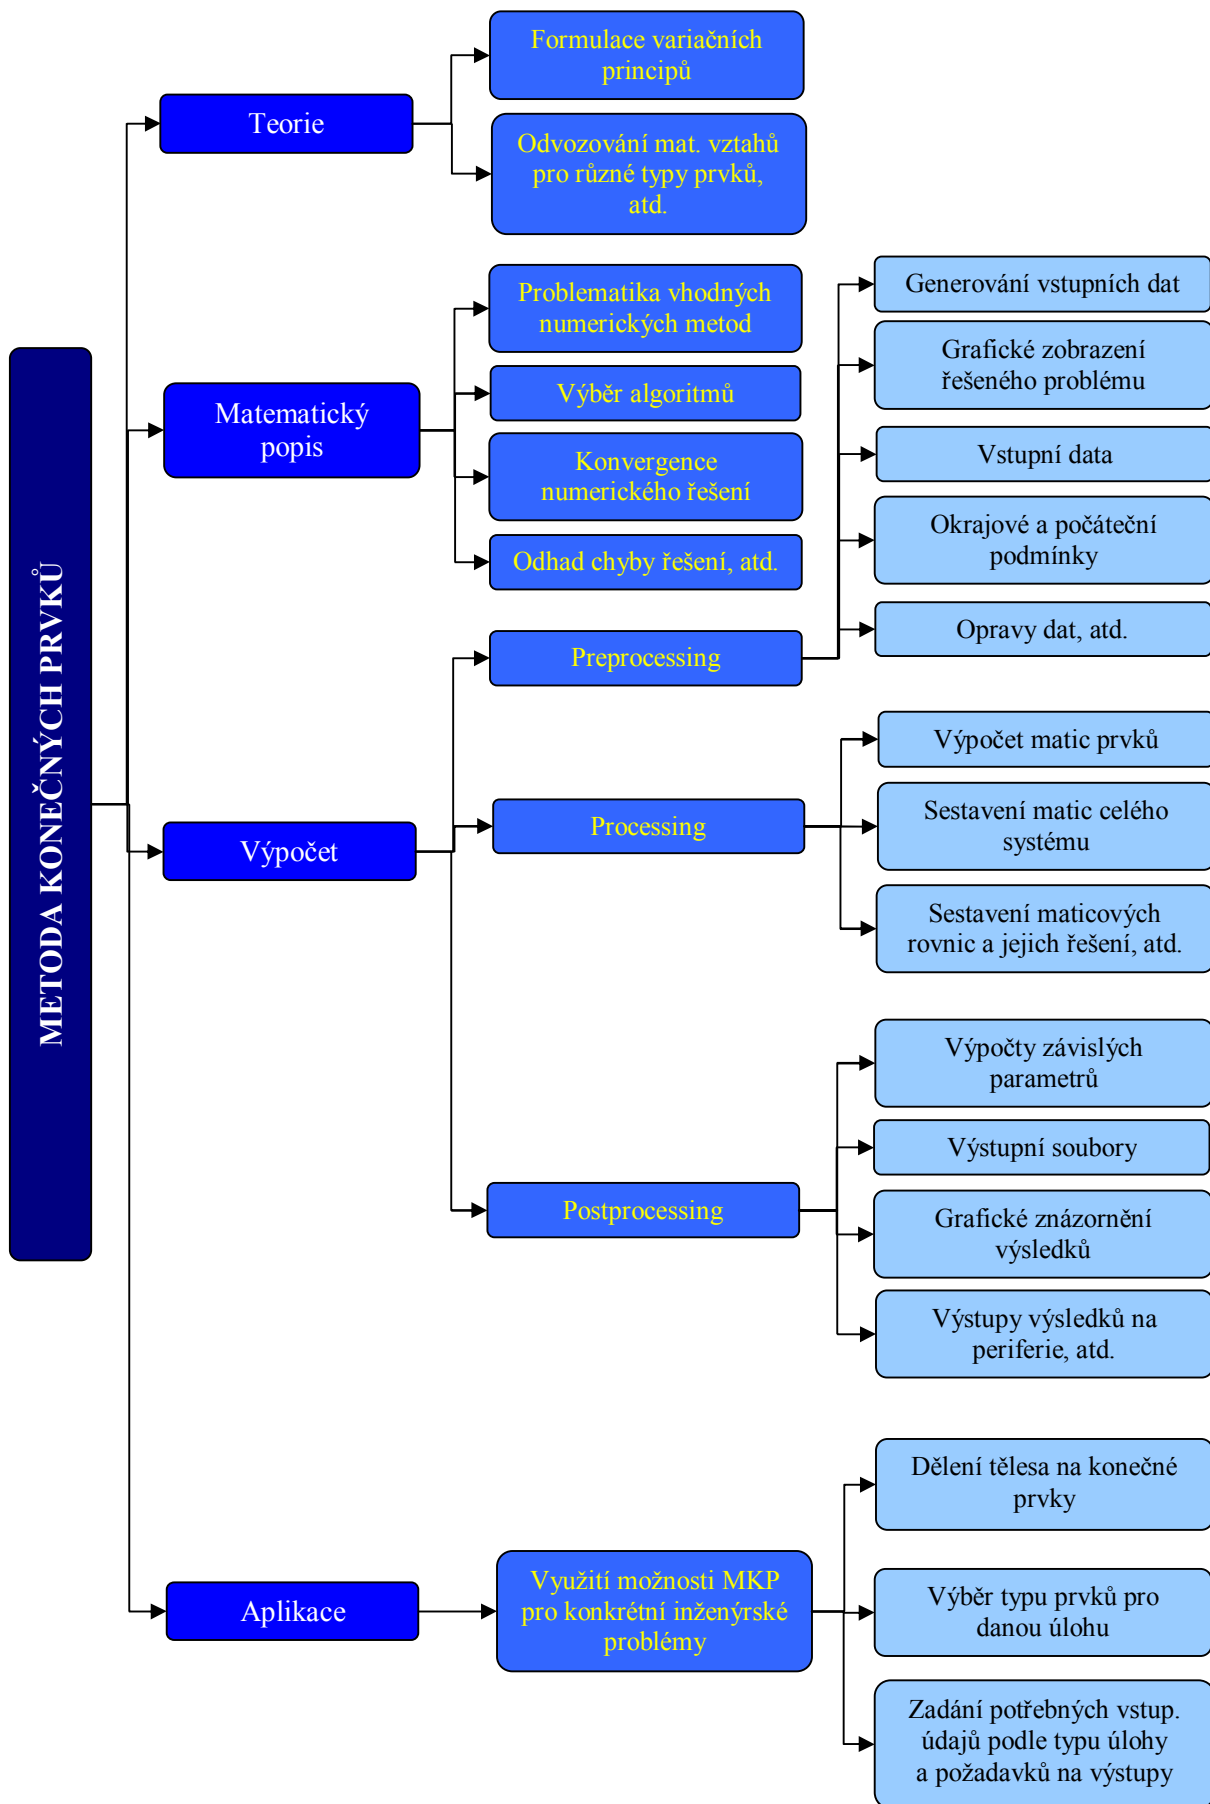 METODA KONEČNÝCH PRVKŮ
Teorie
Formulace variačních
principů
Odvozování mat. vztahů
pro různé typy prvků,
atd.
Matematický
popis
Problematika vhodných
numerických metod
Výběr algoritmů
Konvergence
numerického řešení
Odhad chyby řešení, atd.
Výpočet
Preprocessing
Generování vstupních dat
Grafické zobrazení
řešeného problému
Vstupní data
Okrajové a počáteční
podmínky
Opravy dat, atd.
Processing
Výpočet matic prvků
Sestavení matic celého
systému
Sestavení maticových
rovnic a jejich řešení, atd.
Postprocessing
Výpočty závislých
parametrů
Výstupní soubory
Grafické znázornění
výsledků
Výstupy výsledků na
periferie, atd.
Aplikace
Využití možnosti MKP
pro konkrétní inženýrské
problémy
Dělení tělesa na konečné
prvky
Výběr typu prvků pro
danou úlohu
Zadání potřebných vstup.
údajů podle typu úlohy
a požadavků na výstupy